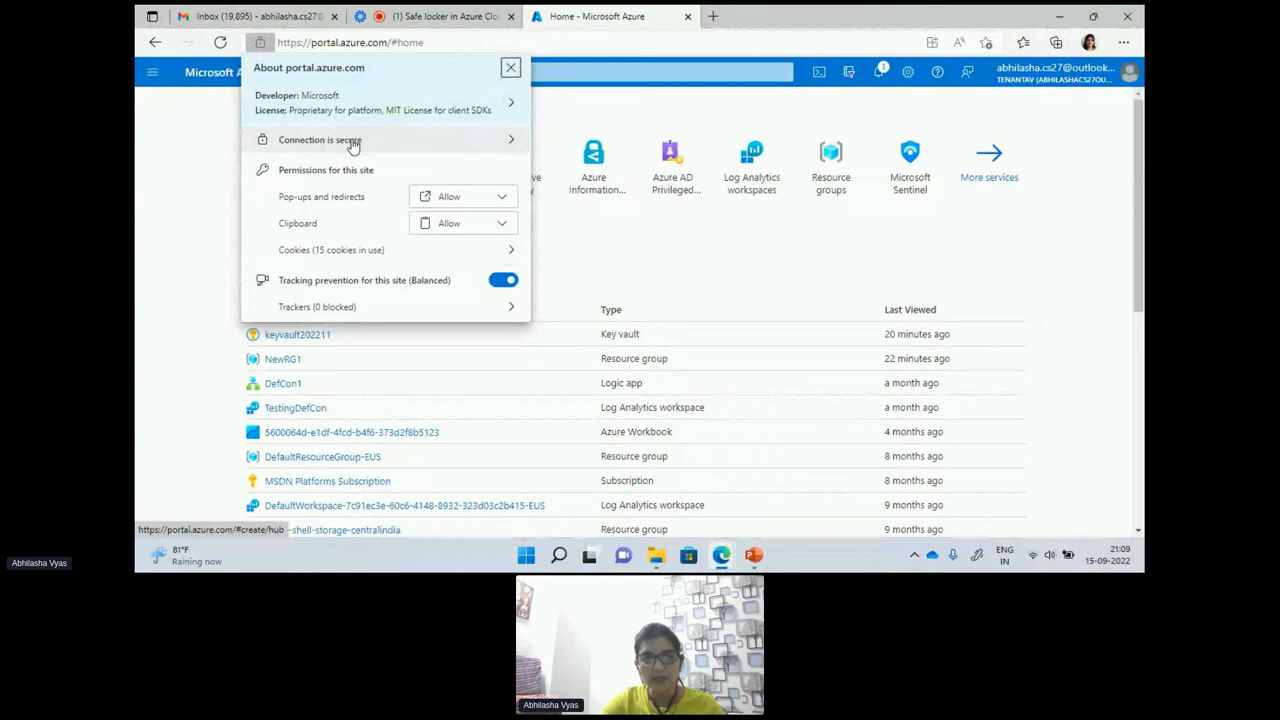 Inbox (19,895) - abhilasha.cs27@
(1) Safe locker in Azure Clo
Home - Microsoft Azure
https://portal.azure.com/#home
Microsoft A
abhilasha.cs27@outlook...
TENANTAV (ABHILASHACS27OU...
3
About portal.azure.com
Developer: Microsoft
License: Proprietary for platform, MIT License for client SDKs
Connection is secure
Permissions for this site
Pop-ups and redirects Allow
Clipboard Allow
Cookies (15 cookies in use)
Tracking prevention for this site (Balanced)
Trackers (0 blocked)
ve
y
Azure
Information...
Azure AD
Privileged...
Log Analytics
workspaces
Resource
groups
Microsoft
Sentinel
More services
Type Last Viewed
keyvault202211 Key vault 20 minutes ago
NewRG1 Resource group 22 minutes ago
DefCon1 Logic app a month ago
TestingDefCon Log Analytics workspace a month ago
5600064d-e1df-4fcd-b4f6-373d2f8b5123 Azure Workbook 4 months ago
DefaultResourceGroup-EUS Resource group 8 months ago
MSDN Platforms Subscription Subscription 8 months ago
DefaultWorkspace-7c91ec3e-60c6-4148-8932-323d03c2b415-EUS Log Analytics workspace 9 months ago
-shell-storage-centralindia Resource group 9 months ago
https://portal.azure.com/#create/hub
81°F
Raining now
ENG
IN
21:09
15-09-2022
Abhilasha Vyas
Abhilasha Vyas